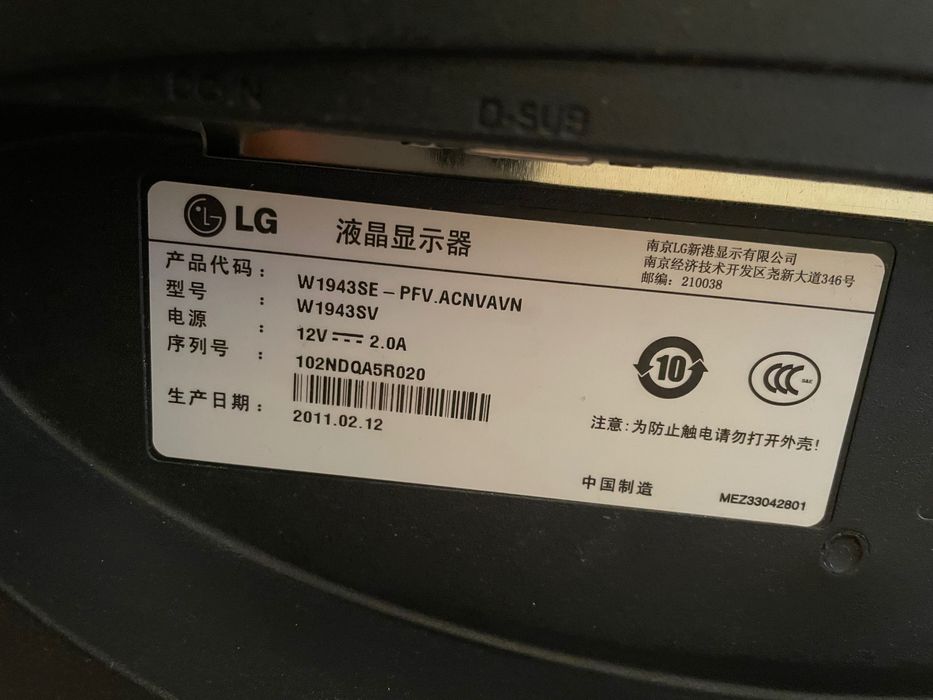 DC-IN
D-SUB
LG
液晶显示器
南京LG新港显示有限公司
南京经济技术开发区尧新大道346号
邮编：210038
产品代码： W1943SE-PFV.ACNVAVN
型号 ： W1943SV
电源 ： 12V 2.0A
序列号 ： 102NDQA5R020
生产日期： 2011.02.12
10
CCC
S&E
注意:为防止触电请勿打开外壳!
中国制造
MEZ33042801